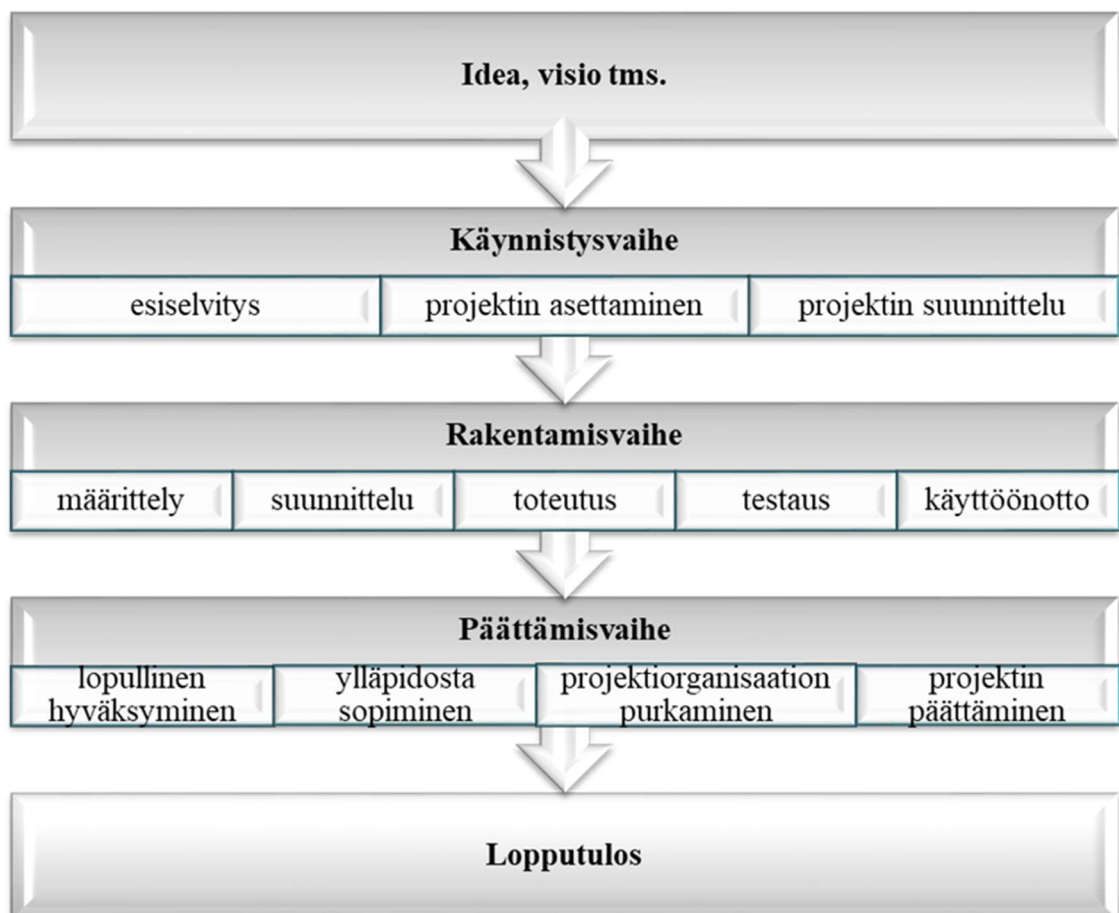 Idea, visio tms.
Käynnistysvaihe
esiselvitys
projektin asettaminen
projektin suunnittelu
Rakentamisvaihe
määrittely
suunnittelu
toteutus
testaus
käyttöönotto
Päättämisvaihe
lopullinen
hyväksyminen
ylläpidosta
sopiminen
projektiorganisaation
purkaminen
projektin
päättäminen
Lopputulos